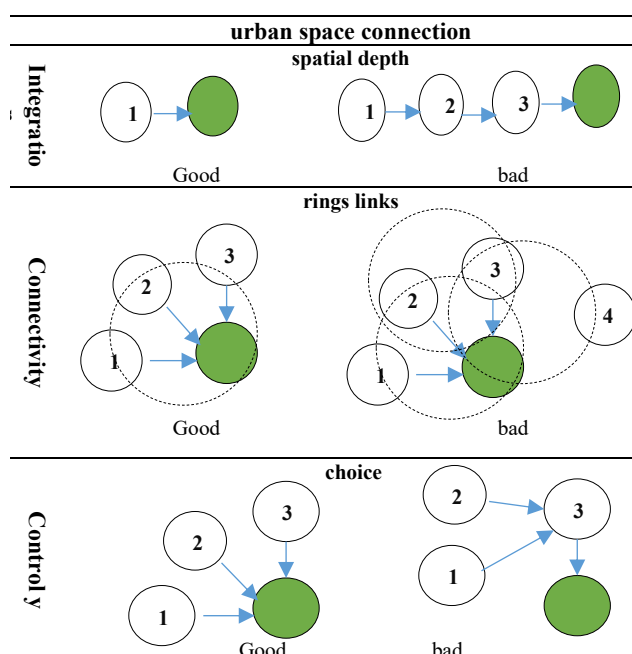 urban space connection
Integratio
spatial depth
1
1
2
3
Good
bad
Connectivity
rings links
3
2
1
3
2
4
1
Good
bad
Control y
choice
3
2
1
2
3
1
Good
bad